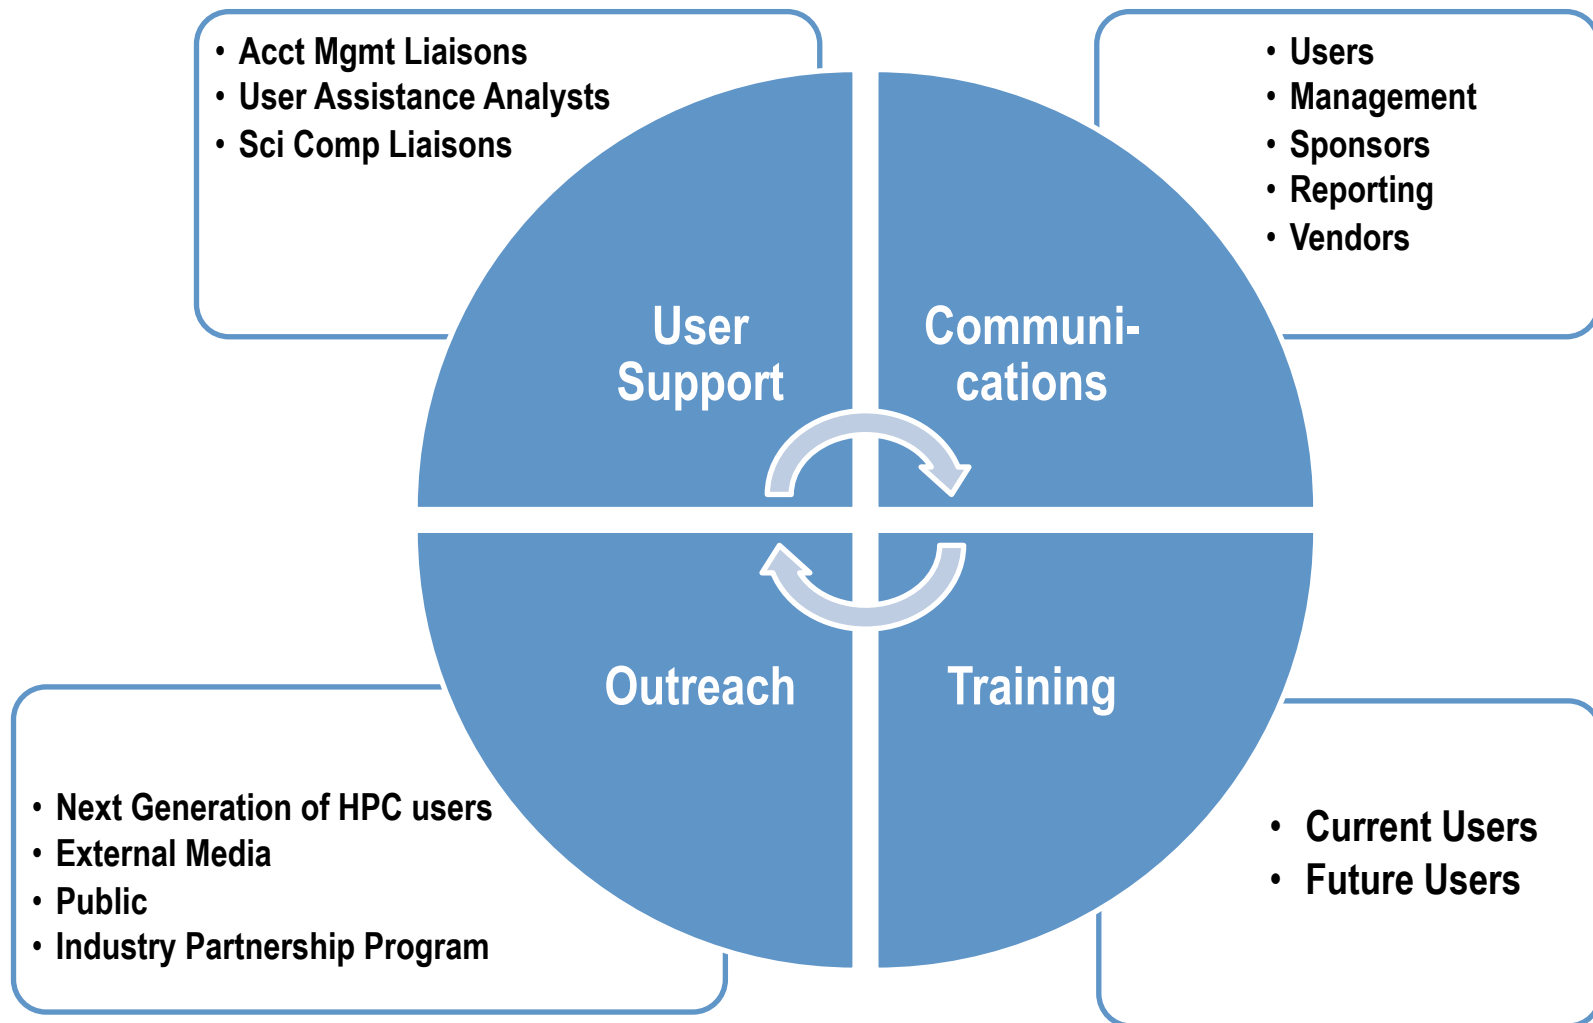 • Acct Mgmt Liaisons
• User Assistance Analysts
• Sci Comp Liaisons
• Users
• Management
• Sponsors
• Reporting
• Vendors
User
Support
Communi-
cations
Outreach
Training
• Next Generation of HPC users
• External Media
• Public
• Industry Partnership Program
• Current Users
• Future Users